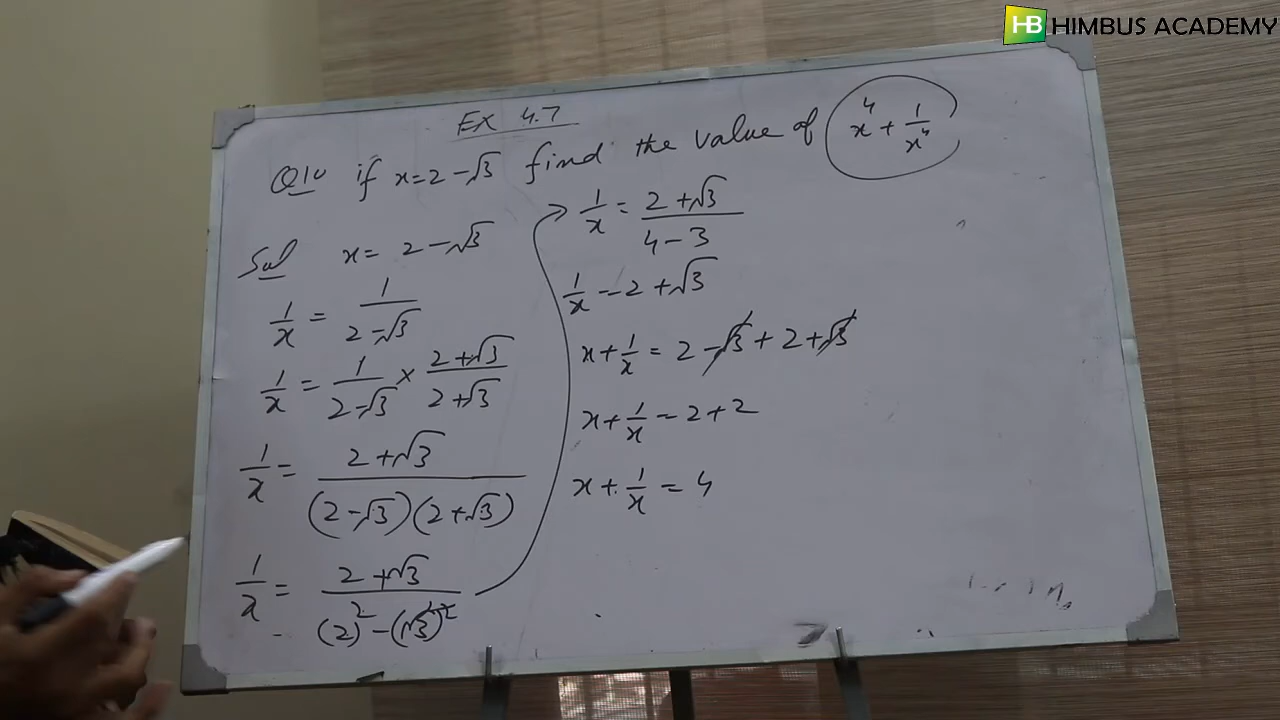 HB HIMBUS ACADEMY
Ex 4.7
Q10 if x = 2 - √3 find the value of x⁴ + 1/x⁴
Sol x = 2 - √3
1/x = 1/(2 - √3)
1/x = 1/(2 - √3) × (2 + √3)/(2 + √3)
1/x = (2 + √3)/((2 - √3)(2 + √3))
1/x = (2 + √3)/((2)² - (√3)²)
1/x = (2 + √3)/(4 - 3)
1/x = 2 + √3
x + 1/x = 2 - √3 + 2 + √3
x + 1/x = 2 + 2
x + 1/x = 4